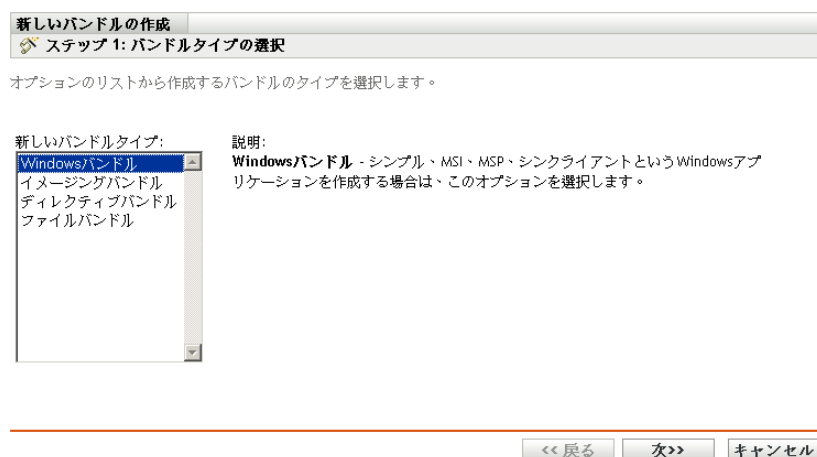 新しいバンドルの作成
ステップ 1: バンドルタイプの選択
オプションのリストから作成するバンドルのタイプを選択します。
新しいバンドルタイプ:
Windowsバンドル
イメージングバンドル
ディレクティブバンドル
ファイルバンドル
説明:
Windowsバンドル - シンプル、MSI、MSP、シンクライアントというWindowsアプ
リケーションを作成する場合は、このオプションを選択します。
<< 戻る
次>>
キャンセル